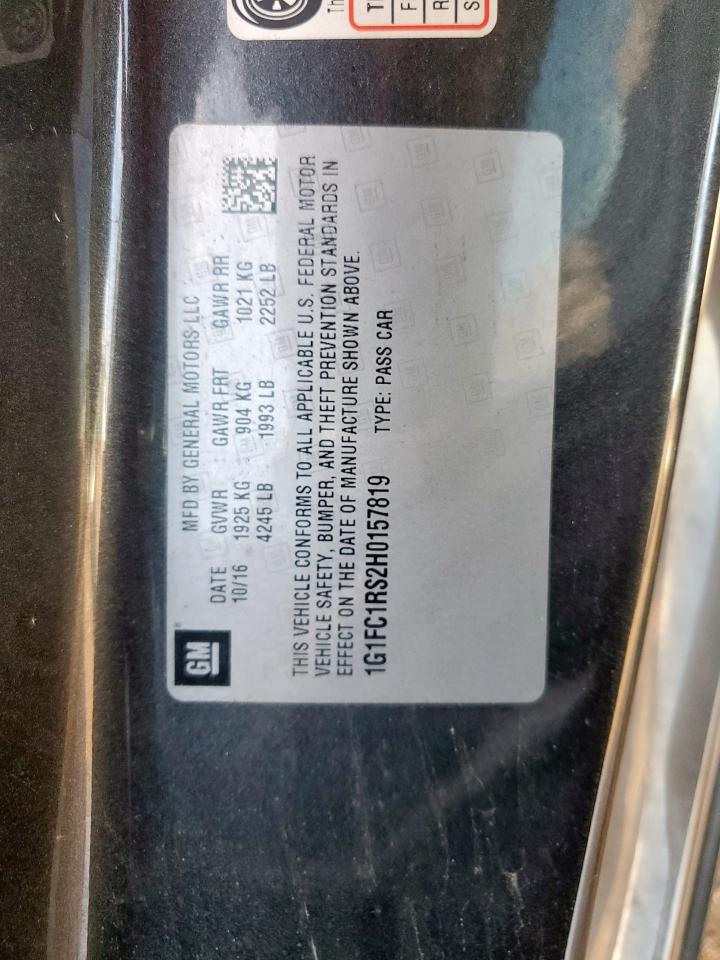 GM
MFD BY GENERAL MOTORS LLC
DATE GVWR GAWR FRT GAWR RR
10/16 1925 KG 904 KG 1021 KG
4245 LB 1993 LB 2252 LB
THIS VEHICLE CONFORMS TO ALL APPLICABLE U.S. FEDERAL MOTOR
VEHICLE SAFETY, BUMPER, AND THEFT PREVENTION STANDARDS IN
EFFECT ON THE DATE OF MANUFACTURE SHOWN ABOVE.
1G1FC1RS2H0157819 TYPE: PASS CAR